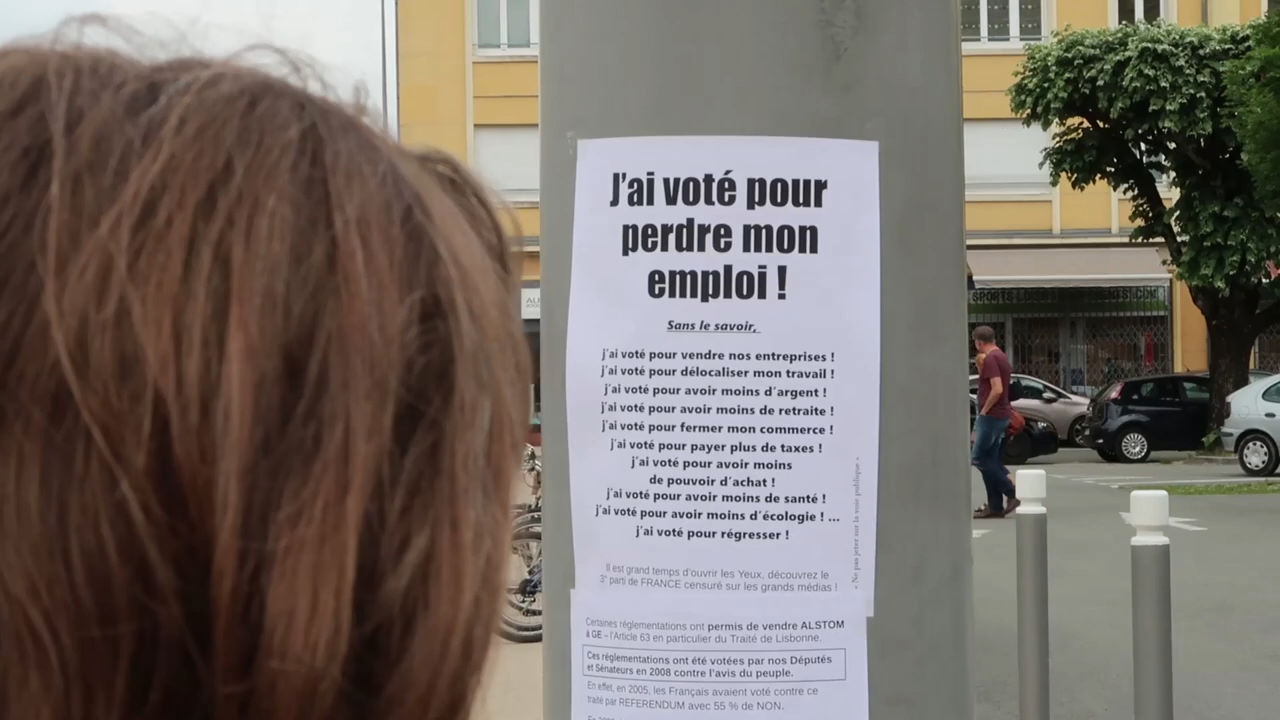 J'ai voté pour
perdre mon
emploi !
Sans le savoir,
j'ai voté pour vendre nos entreprises !
j'ai voté pour délocaliser mon travail !
j'ai voté pour avoir moins d'argent !
j'ai voté pour avoir moins de retraite !
j'ai voté pour fermer mon commerce !
j'ai voté pour payer plus de taxes !
j'ai voté pour avoir moins
de pouvoir d'achat !
j'ai voté pour avoir moins de santé !
j'ai voté pour avoir moins d'écologie ! ...
j'ai voté pour régresser !
« Ne pas jeter sur la voie publique »
Il est grand temps d'ouvrir les Yeux, découvrez le
3° parti de FRANCE censuré sur les grands médias !
Certaines réglementations ont permis de vendre ALSTOM
à GE – l'Article 63 en particulier du Traité de Lisbonne.
Ces réglementations ont été votées par nos Députés
et Sénateurs en 2008 contre l'avis du peuple.
En effet, en 2005, les Français avaient voté contre ce
traité par REFERENDUM avec 55 % de NON.